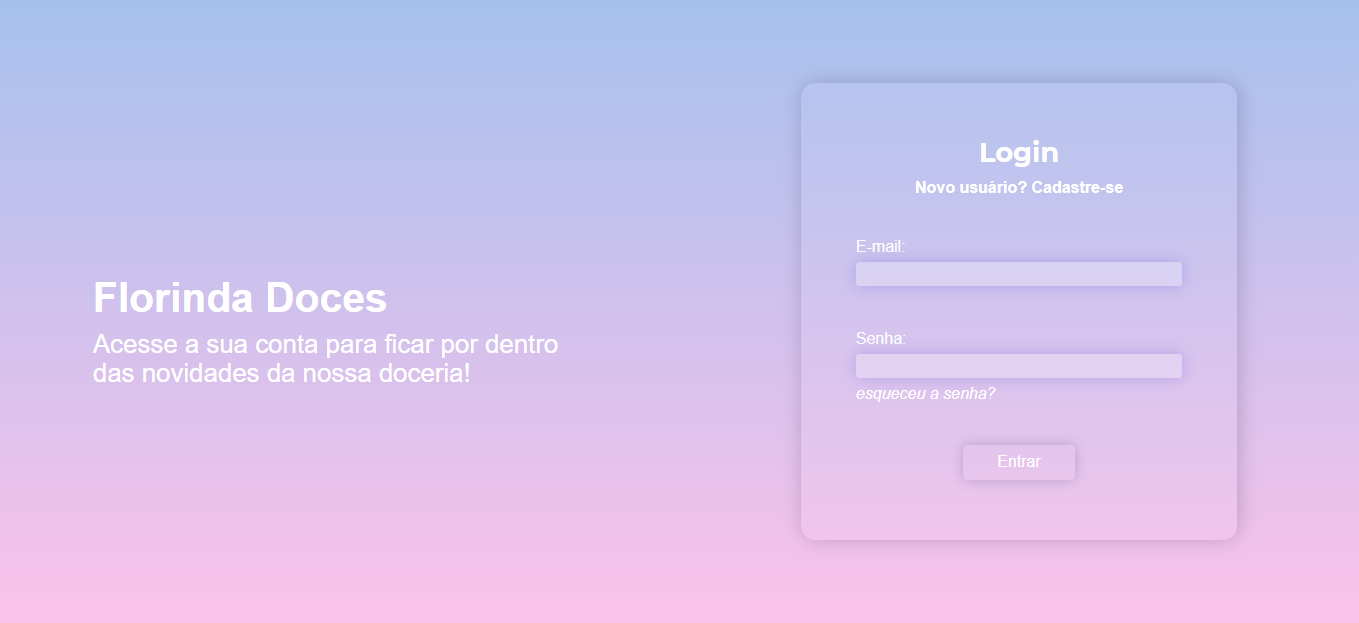 Florinda Doces
Acesse a sua conta para ficar por dentro
das novidades da nossa doceria!
Login
Novo usuário? Cadastre-se
E-mail:
Senha:
esqueceu a senha?
Entrar